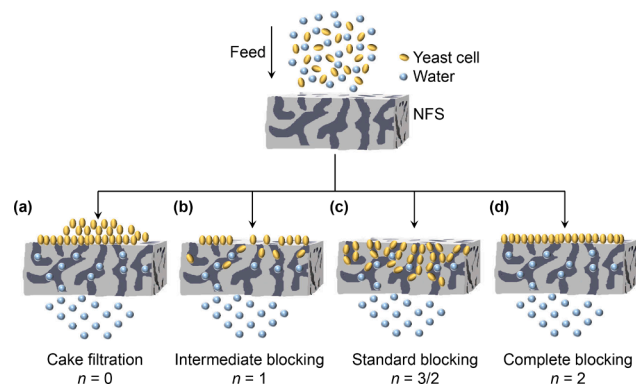 Feed
Yeast cell
Water
NFS
(a)
(b)
(c)
(d)
Cake filtration
n = 0
Intermediate blocking
n = 1
Standard blocking
n = 3/2
Complete blocking
n = 2